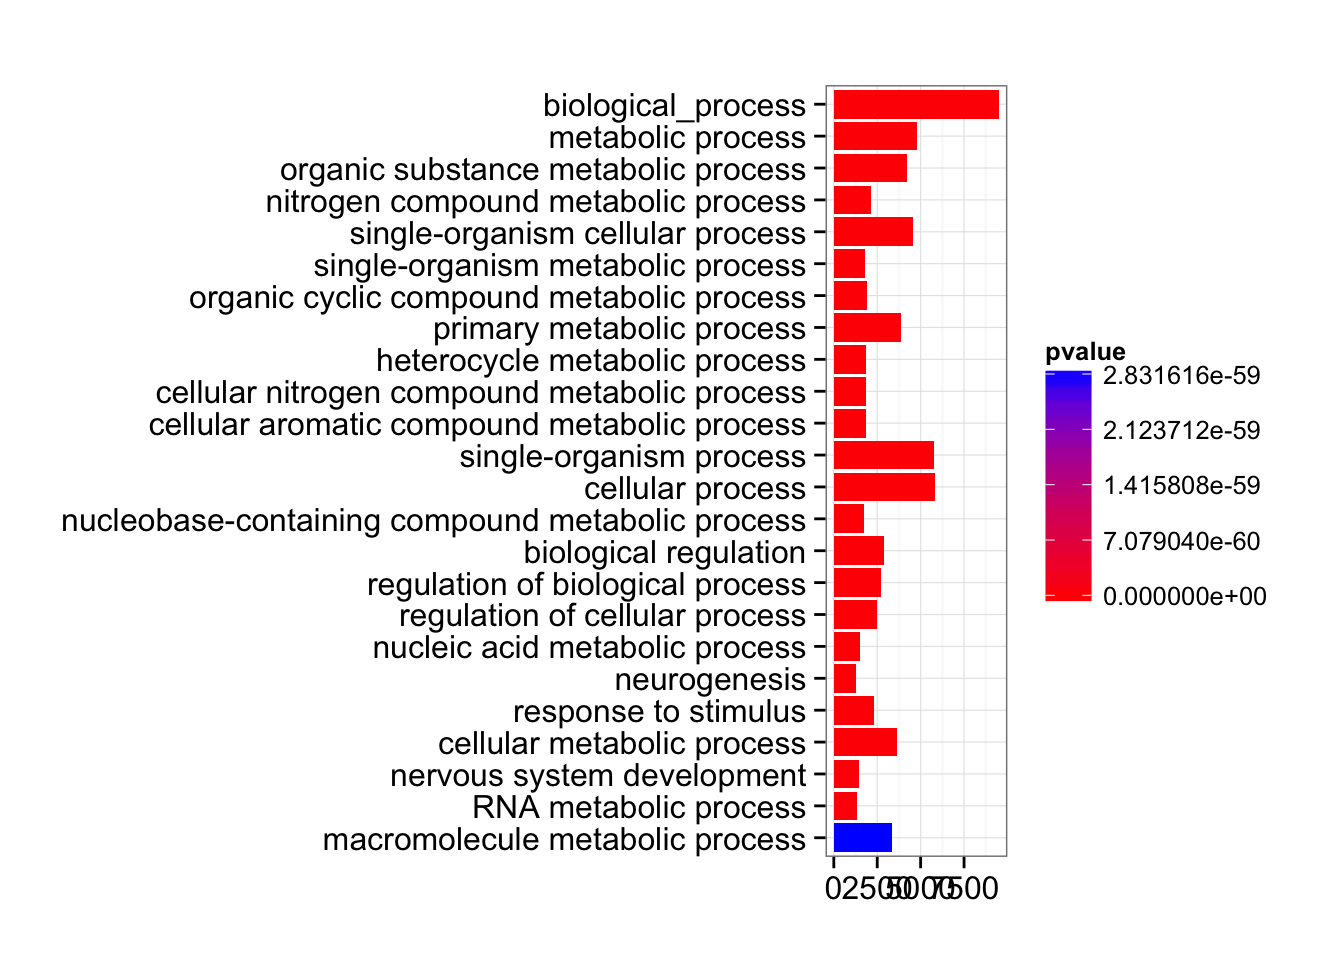 biological_process
metabolic process
organic substance metabolic process
nitrogen compound metabolic process
single-organism cellular process
single-organism metabolic process
organic cyclic compound metabolic process
primary metabolic process
heterocycle metabolic process
cellular nitrogen compound metabolic process
cellular aromatic compound metabolic process
single-organism process
cellular process
nucleobase-containing compound metabolic process
biological regulation
regulation of biological process
regulation of cellular process
nucleic acid metabolic process
neurogenesis
response to stimulus
cellular metabolic process
nervous system development
RNA metabolic process
macromolecule metabolic process
0 2500 5000 7500
pvalue
2.831616e-59
2.123712e-59
1.415808e-59
7.079040e-60
0.000000e+00